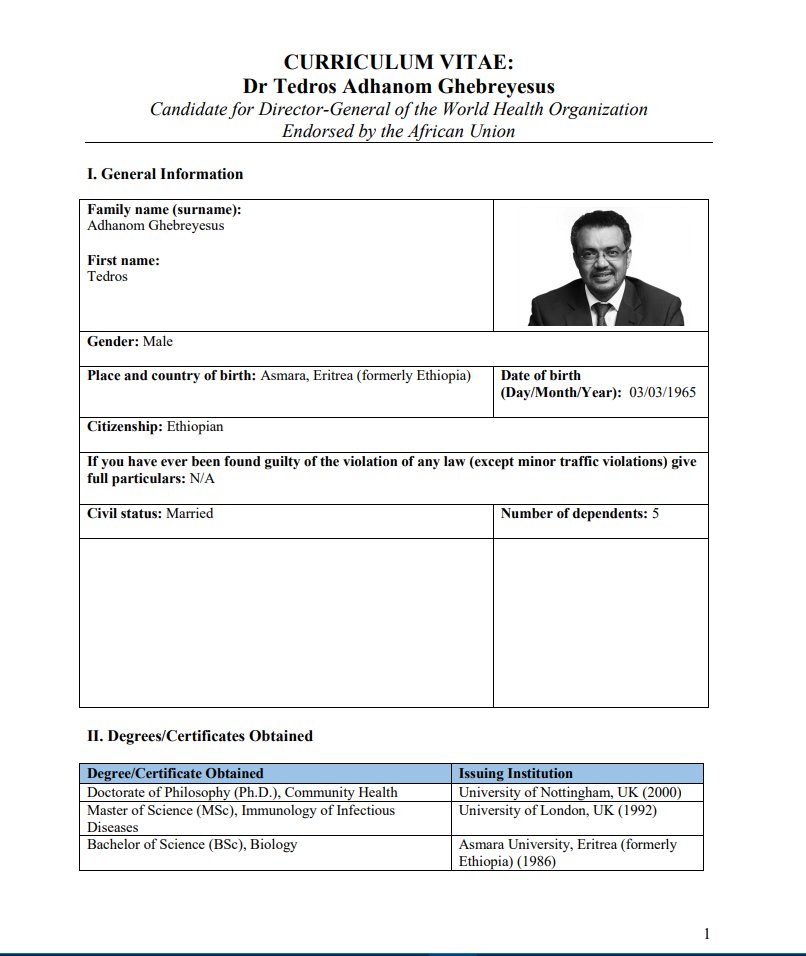 CURRICULUM VITAE:
Dr Tedros Adhanom Ghebreyesus
Candidate for Director-General of the World Health Organization
Endorsed by the African Union
I. General Information
Family name (surname):
Adhanom Ghebreyesus
First name:
Tedros
Gender: Male
Place and country of birth: Asmara, Eritrea (formerly Ethiopia)
Date of birth
(Day/Month/Year): 03/03/1965
Citizenship: Ethiopian
If you have ever been found guilty of the violation of any law (except minor traffic violations) give
full particulars: N/A
Civil status: Married
Number of dependents: 5
II. Degrees/Certificates Obtained
Degree/Certificate Obtained
Issuing Institution
Doctorate of Philosophy (Ph.D.), Community Health
University of Nottingham, UK (2000)
Master of Science (MSc), Immunology of Infectious
Diseases
University of London, UK (1992)
Bachelor of Science (BSc), Biology
Asmara University, Eritrea (formerly
Ethiopia) (1986)
1